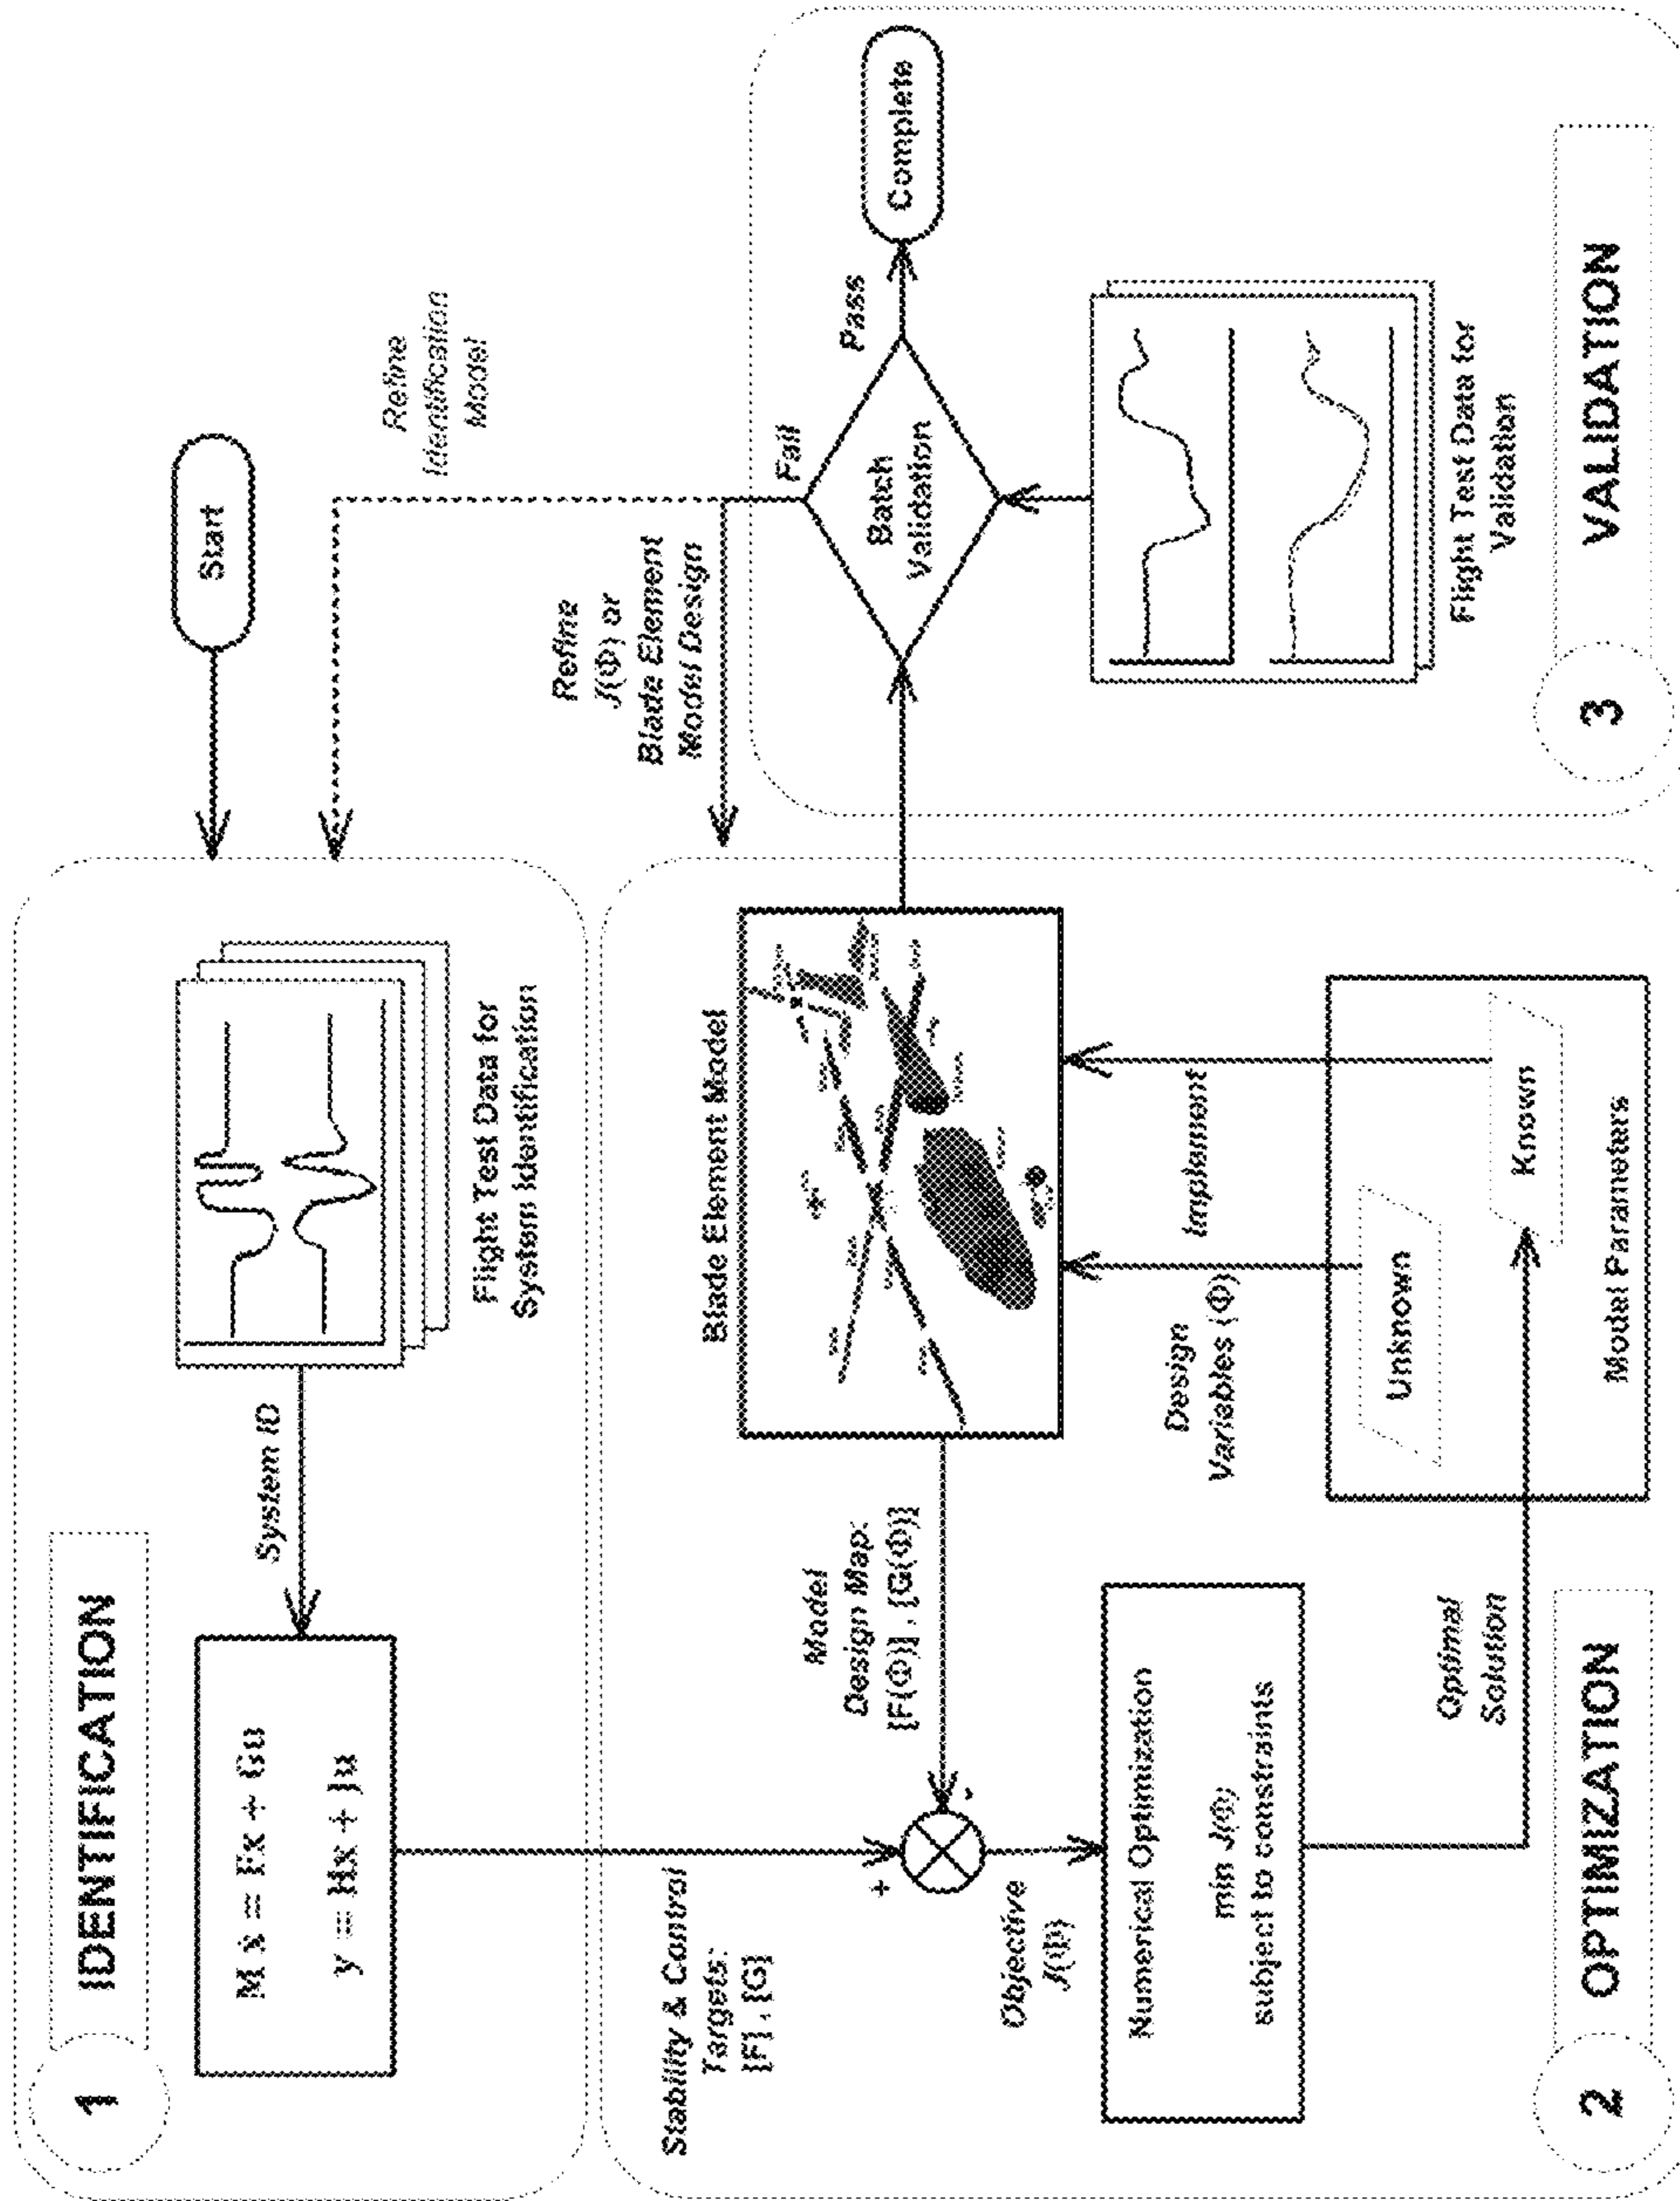 1
IDENTIFICATION
M ẋ = Fx + Gu
y = Hx + Ju
System ID
Flight Test Data for
System Identification
Start
Refine
Identification
Model
Stability & Control
Targets:
[F] , [G]
+
-
Model
Design Map:
[F(Φ)] , [G(Φ)]
Blade Element Model
Refine
J(Φ) or
Blade Element
Model Design
Objective
J(Φ)
Numerical Optimization
min J(Φ)
subject to constraints
Optimal
Solution
Design
Variables (Φ)
Implement
Unknown
Known
Model Parameters
2
OPTIMIZATION
Fail
Pass
Batch
Validation
Complete
Flight Test Data for
Validation
3
VALIDATION